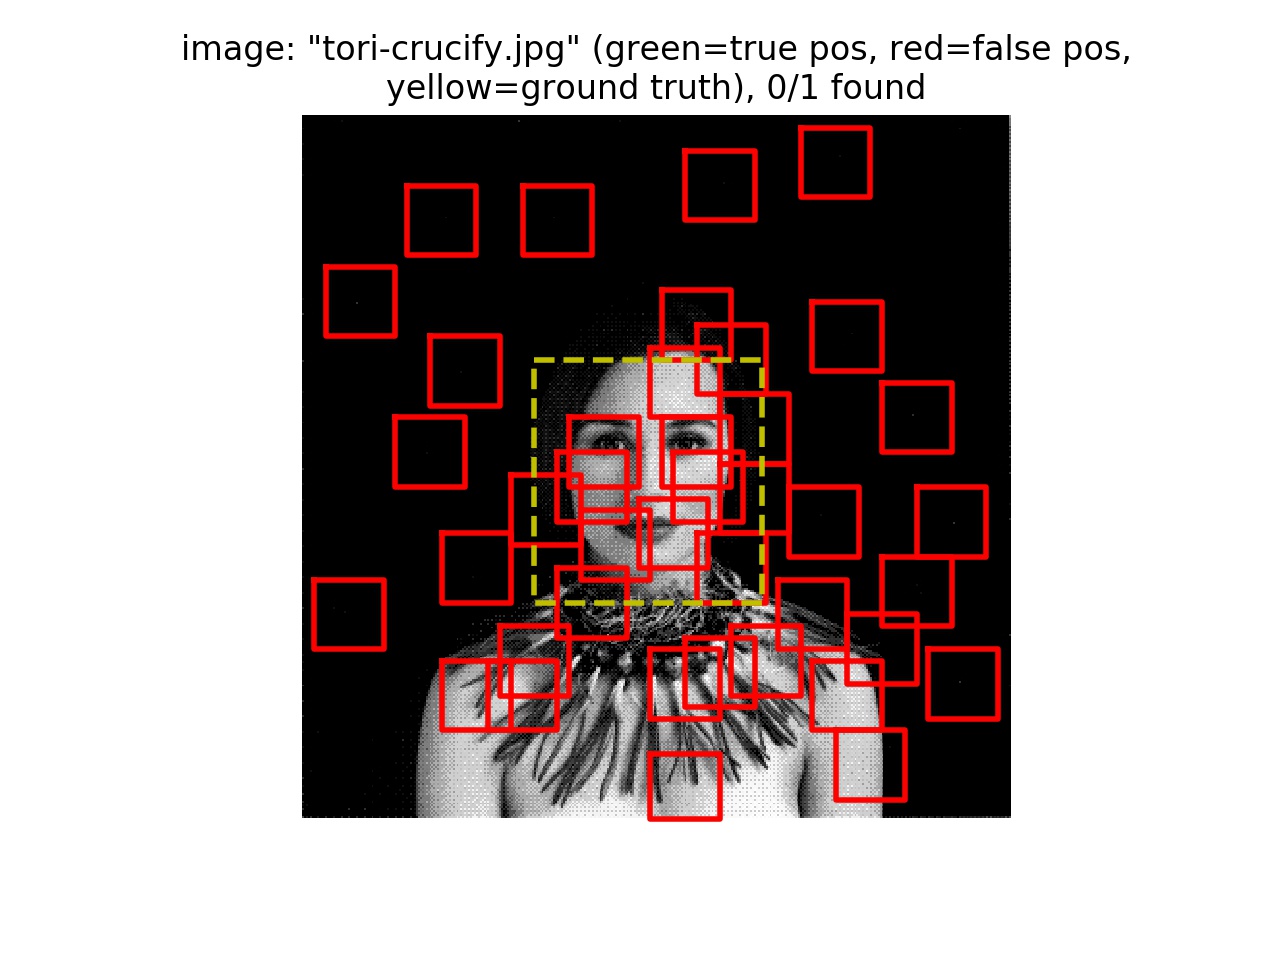 image: "tori-crucify.jpg" (green=true pos, red=false pos,
yellow=ground truth), 0/1 found